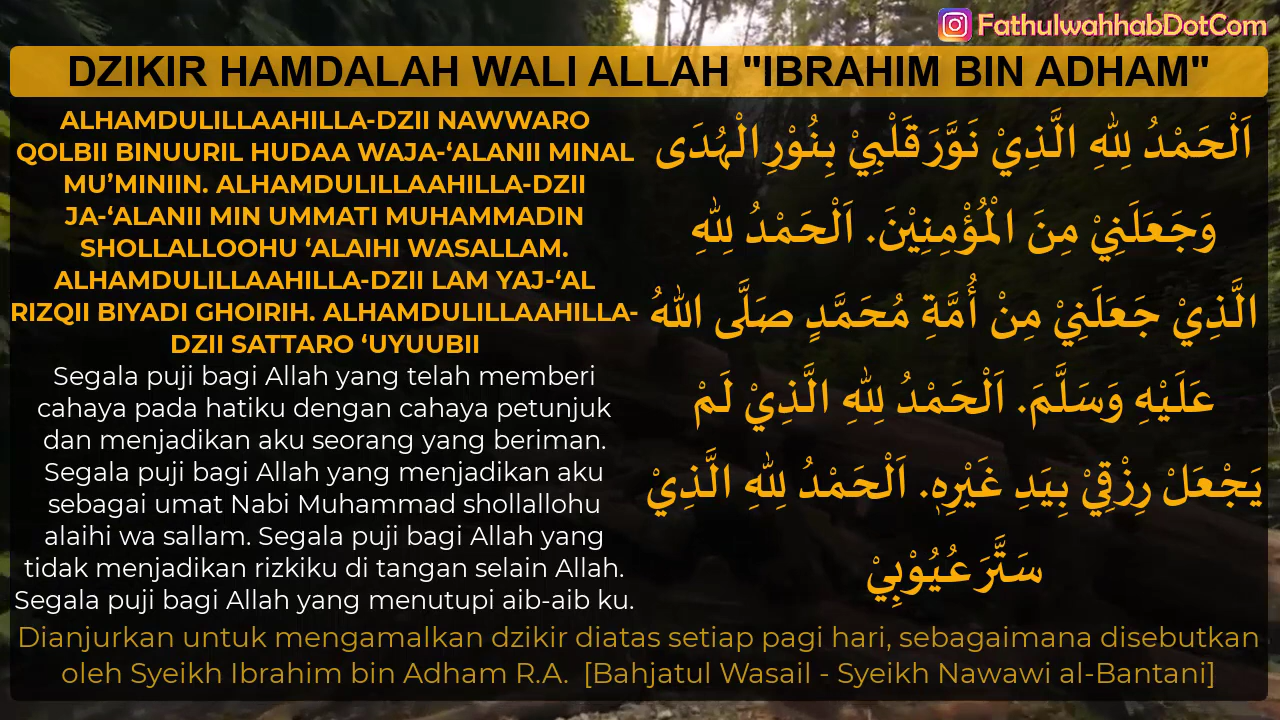 FathulwahhabDotCom
DZIKIR HAMDALAH WALI ALLAH "IBRAHIM BIN ADHAM"
ALHAMDULILLAAHILLA-DZII NAWWARO
QOLBII BINUURIL HUDAA WAJA-‘ALANII MINAL
MU’MINIIN. ALHAMDULILLAAHILLA-DZII
JA-‘ALANII MIN UMMATI MUHAMMADIN
SHOLLALLOOHU ‘ALAIHI WASALLAM.
ALHAMDULILLAAHILLA-DZII LAM YAJ-‘AL
RIZQII BIYADI GHOIRIH. ALHAMDULILLAAHILLA-
DZII SATTARO ‘UYUUBII
Segala puji bagi Allah yang telah memberi
cahaya pada hatiku dengan cahaya petunjuk
dan menjadikan aku seorang yang beriman.
Segala puji bagi Allah yang menjadikan aku
sebagai umat Nabi Muhammad shollallohu
alaihi wa sallam. Segala puji bagi Allah yang
tidak menjadikan rizkiku di tangan selain Allah.
Segala puji bagi Allah yang menutupi aib-aib ku.
اَلْحَمْدُ لِلّٰهِ الَّذِيْ نَوَّرَ قَلْبِيْ بِنُوْرِ الْهُدَى
وَجَعَلَنِيْ مِنَ الْمُؤْمِنِيْنَ. اَلْحَمْدُ لِلّٰهِ
الَّذِيْ جَعَلَنِيْ مِنْ أُمَّةِ مُحَمَّدٍ صَلَّى اللهُ
عَلَيْهِ وَسَلَّمَ. اَلْحَمْدُ لِلّٰهِ الَّذِيْ لَمْ
يَجْعَلْ رِزْقِيْ بِيَدِ غَيْرِهِ. اَلْحَمْدُ لِلّٰهِ الَّذِيْ
سَتَّرَ عُيُوْبِيْ
Dianjurkan untuk mengamalkan dzikir diatas setiap pagi hari, sebagaimana disebutkan
oleh Syeikh Ibrahim bin Adham R.A. [Bahjatul Wasail - Syeikh Nawawi al-Bantani]